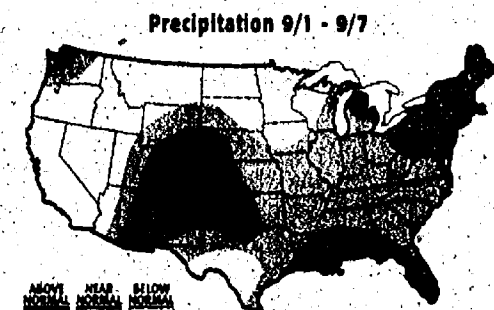 Precipitation 9/1 - 9/7
ABOVE NEAR BELOW
NORMAL NORMAL NORMAL